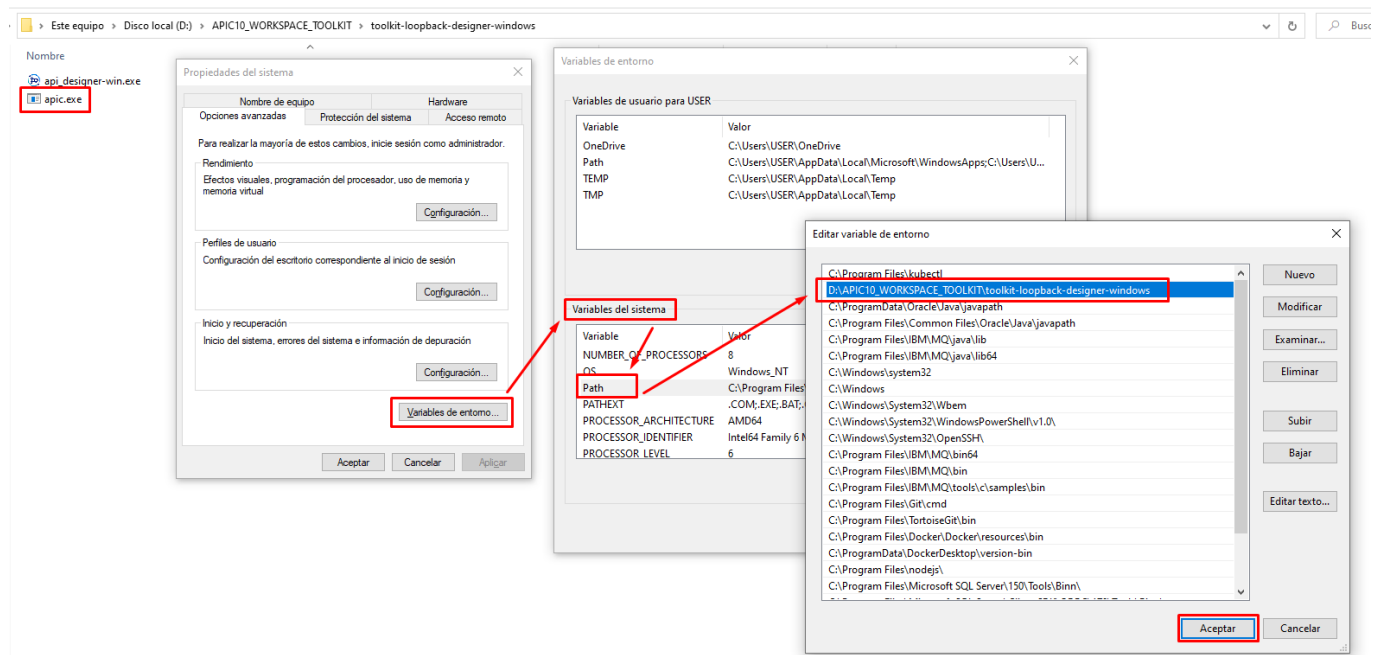 Este equipo > Disco local (D:) > APIC10_WORKSPACE_TOOLKIT > toolkit-loopback-designer-windows
Busc
Nombre
api_designer-win.exe
apic.exe
Propiedades del sistema
Nombre de equipo
Hardware
Opciones avanzadas
Protección del sistema
Acceso remoto
Para realizar la mayoría de estos cambios, inicie sesión como administrador.
Rendimiento
Efectos visuales, programación del procesador, uso de memoria y
memoria virtual
Configuración...
Perfiles de usuario
Configuración del escritorio correspondiente al inicio de sesión
Configuración...
Inicio y recuperación
Inicio del sistema, errores del sistema e información de depuración
Configuración...
Variables de entorno...
Aceptar
Cancelar
Aplicar
Variables de entorno
Variables de usuario para USER
Variable Valor
OneDrive C:\Users\USER\OneDrive
Path C:\Users\USER\AppData\Local\Microsoft\WindowsApps;C:\Users\U...
TEMP C:\Users\USER\AppData\Local\Temp
TMP C:\Users\USER\AppData\Local\Temp
Variables del sistema
Variable Valor
NUMBER_OF_PROCESSORS 8
OS Windows_NT
Path C:\Program Files\
PATHEXT .COM;.EXE;.BAT;
PROCESSOR_ARCHITECTURE AMD64
PROCESSOR_IDENTIFIER Intel64 Family 6
PROCESSOR_LEVEL 6
Editar variable de entorno
C:\Program Files\kubectl
D:\APIC10_WORKSPACE_TOOLKIT\toolkit-loopback-designer-windows
C:\ProgramData\Oracle\Java\javapath
C:\Program Files\Common Files\Oracle\Java\javapath
C:\Program Files\IBM\MQ\java\lib
C:\Program Files\IBM\MQ\java\lib64
C:\Windows\system32
C:\Windows
C:\Windows\System32\Wbem
C:\Windows\System32\WindowsPowerShell\v1.0\
C:\Windows\System32\OpenSSH\
C:\Program Files\IBM\MQ\bin64
C:\Program Files\IBM\MQ\bin
C:\Program Files\IBM\MQ\tools\c\samples\bin
C:\Program Files\Git\cmd
C:\Program Files\TortoiseGit\bin
C:\Program Files\Docker\Docker\resources\bin
C:\ProgramData\DockerDesktop\version-bin
C:\Program Files\nodejs\
C:\Program Files\Microsoft SQL Server\150\Tools\Binn\
Nuevo
Modificar
Examinar...
Eliminar
Subir
Bajar
Editar texto...
Aceptar
Cancelar